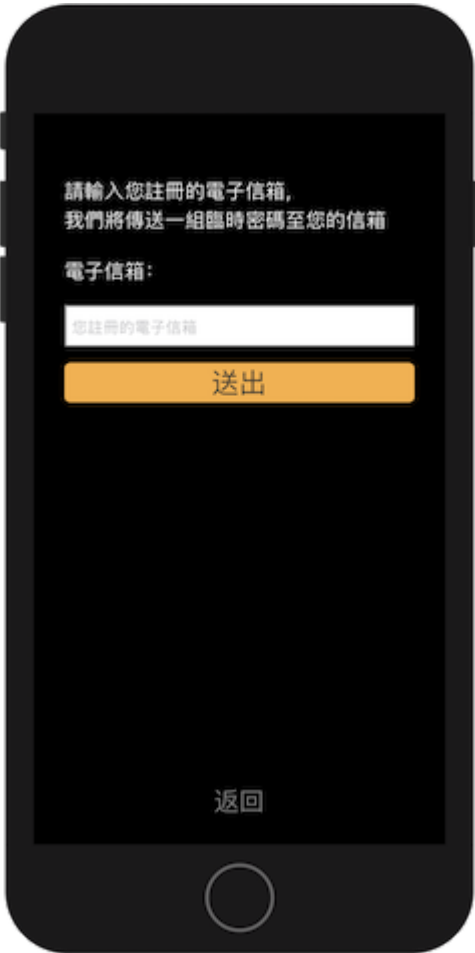 請輸入您註冊的電子信箱,
我們將傳送一組臨時密碼至您的信箱
電子信箱：
您註冊的電子信箱
送出
返回